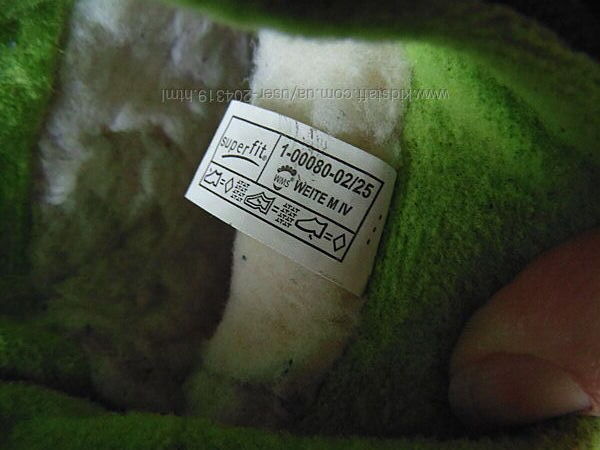 www.kidstaff.com.ua/user-204319.html
superfit®
1-00080-02/25
WMS® WEITE M IV